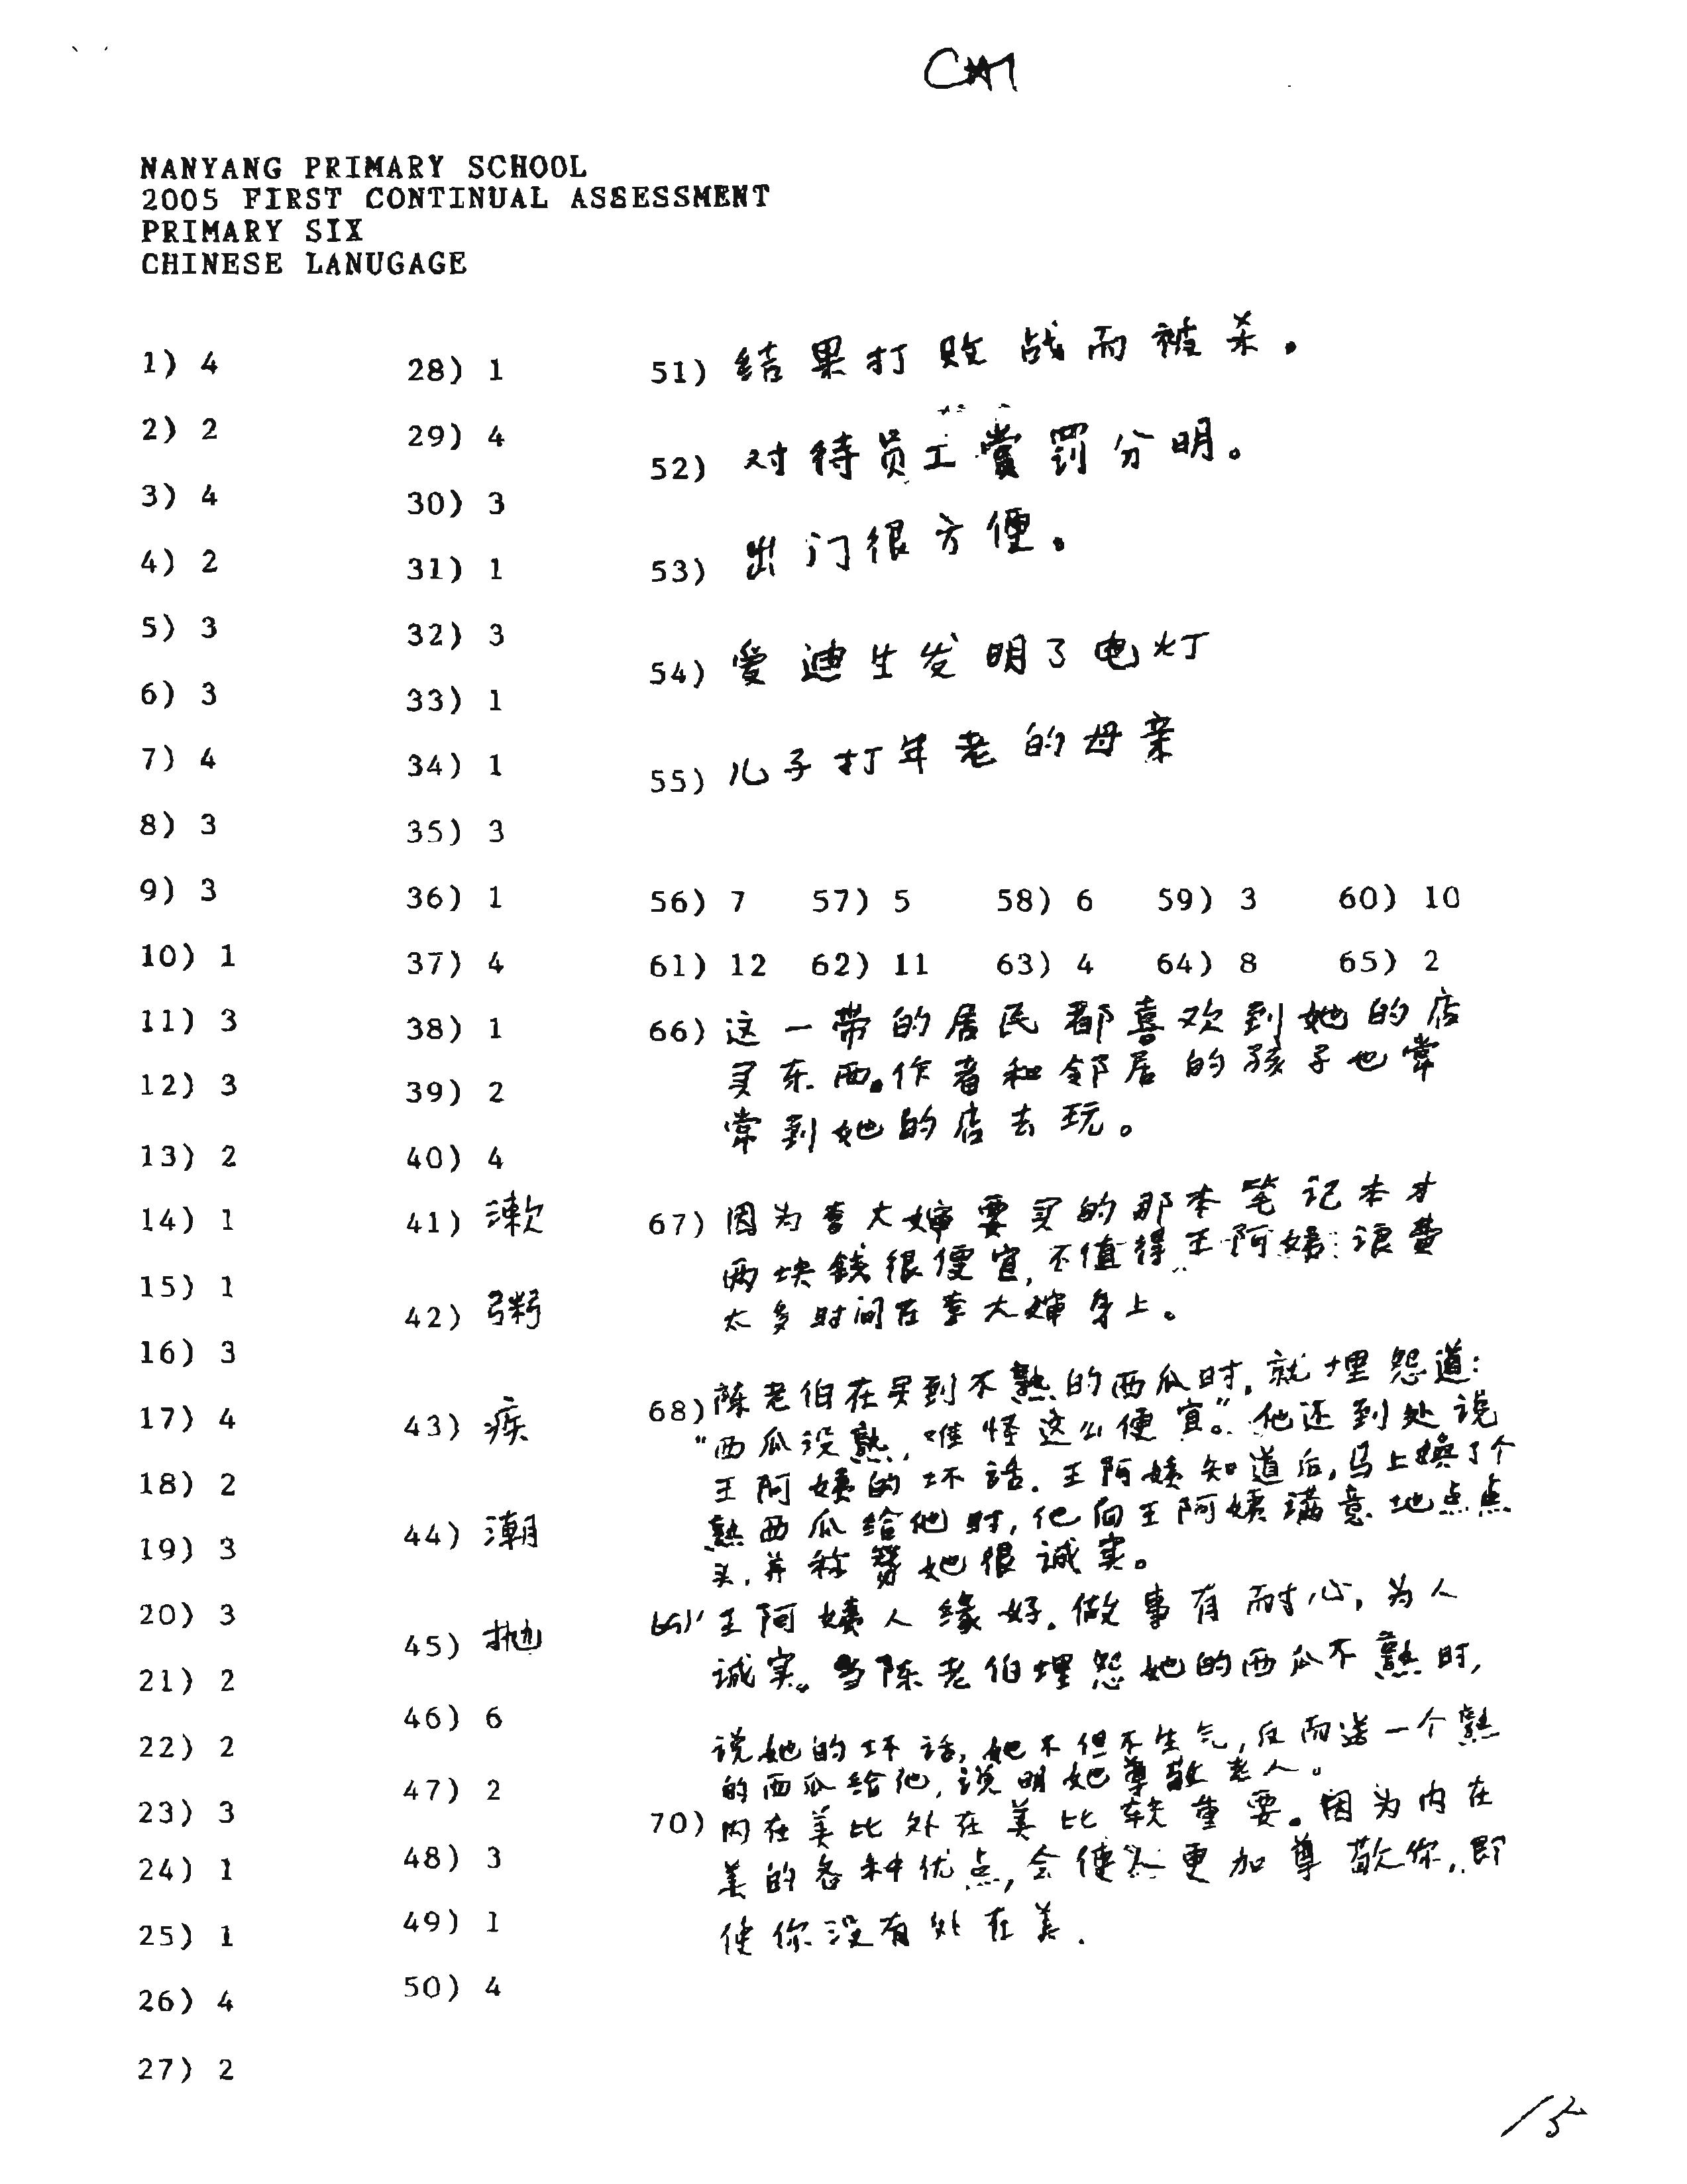 CA1
NANYANG PRIMARY SCHOOL
2005 FIRST CONTINUAL ASSESSMENT
PRIMARY SIX
CHINESE LANUGAGE
1) 4
2) 2
3) 4
4) 2
5) 3
6) 3
7) 4
8) 3
9) 3
10) 1
11) 3
12) 3
13) 2
14) 1
15) 1
16) 3
17) 4
18) 2
19) 3
20) 3
21) 2
22) 2
23) 3
24) 1
25) 1
26) 4
27) 2
28) 1
29) 4
30) 3
31) 1
32) 3
33) 1
34) 1
35) 3
36) 1
37) 4
38) 1
39) 2
40) 4
41) 漱
42) 粥
43) 疾
44) 潮
45) 拋
46) 6
47) 2
48) 3
49) 1
50) 4
51) 结果打败战而被杀。
52) 对待员工赏罚分明。
53) 出门很方便。
54) 爱迪生发明了电灯
55) 儿子打年老的母亲
56) 7 57) 5 58) 6 59) 3 60) 10
61) 12 62) 11 63) 4 64) 8 65) 2
66) 这一带的居民都喜欢到她的店
买东西。作者和邻居的孩子也常
常到她的店去玩。
67) 因为李大婶要买的那本笔记本才
两块錢很便宜,不值得王阿姨浪费
太多时间在李大婶身上。
68) 陈老伯在买到不熟的西瓜时,就埋怨道:
"西瓜没熟,难怪这么便宜。"他还到处说
王阿姨的坏话.王阿姨知道后,马上换了个
熟西瓜给他时,他向王阿姨满意地点点
头,并称赞她很诚实。
69) 王阿姨人缘好.做事有耐心,为人
诚实。当陈老伯埋怨她的西瓜不熟时,
说她的坏话,她不但不生气,反而送一个熟
的西瓜给他,说明她尊敬老人。
70) 内在美比外在美比较重要。因为内在
美的各种优点,会使人更加尊敬你,即
使你没有外在美.
15